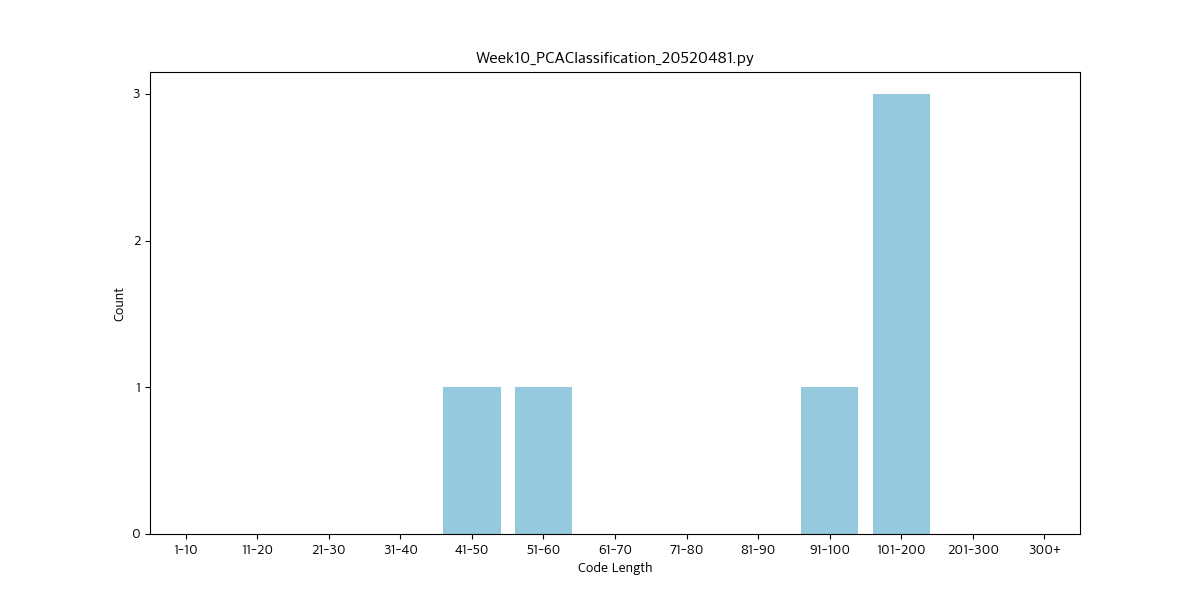 Week10_PCAClassification_20520481.py
3
2
1
0
Count
1-10 11-20 21-30 31-40 41-50 51-60 61-70 71-80 81-90 91-100 101-200 201-300 300+
Code Length